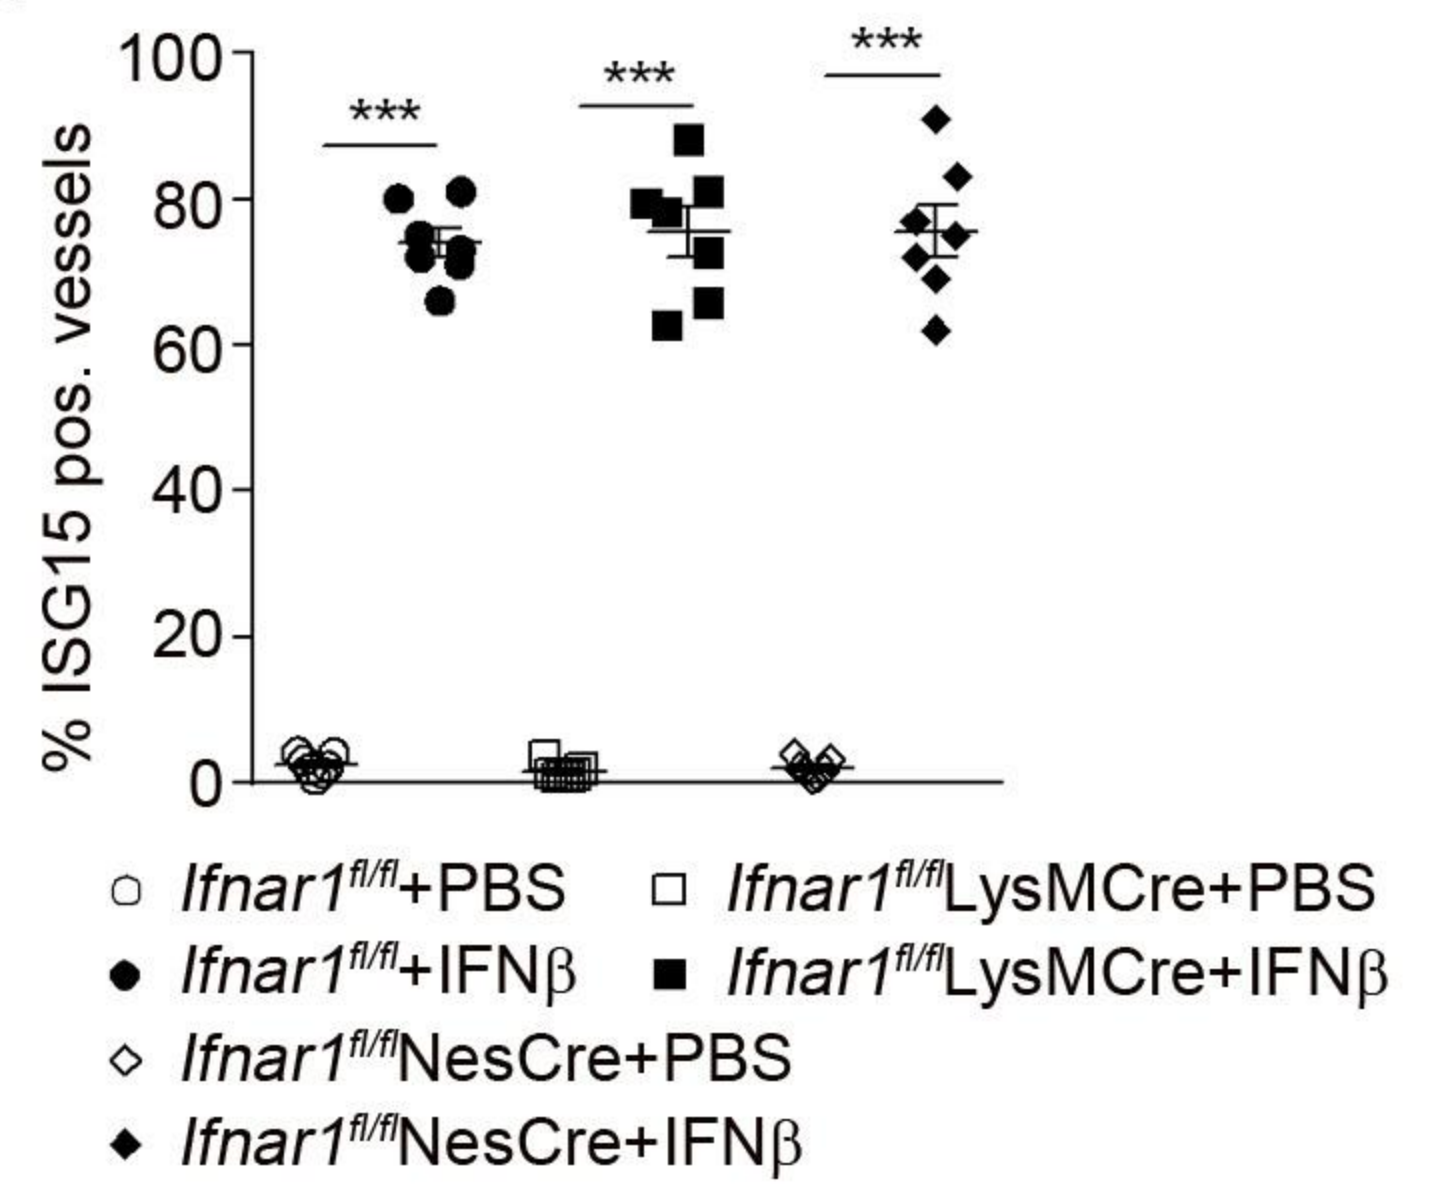 ***
***
***
100
80
60
40
20
0
% ISG15 pos. vessels
Ifnar1fl/fl+PBS
Ifnar1fl/flLysMCre+PBS
Ifnar1fl/fl+IFNβ
Ifnar1fl/flLysMCre+IFNβ
Ifnar1fl/flNesCre+PBS
Ifnar1fl/flNesCre+IFNβ